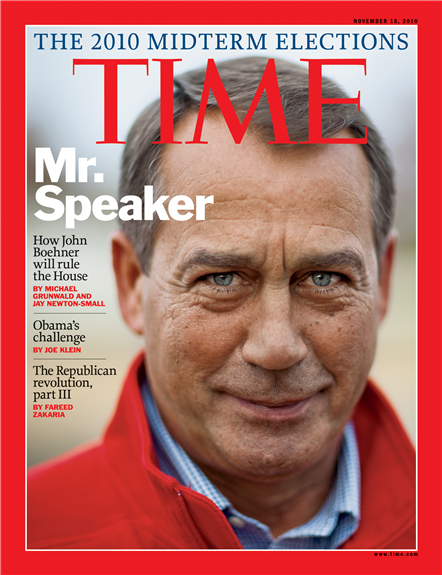 NOVEMBER 15, 2010
THE 2010 MIDTERM ELECTIONS
TIME
Mr.
Speaker
How John
Boehner
will rule
the House
BY MICHAEL
GRUNWALD AND
JAY NEWTON-SMALL
Obama's
challenge
BY JOE KLEIN
The Republican
revolution,
part III
BY FAREED
ZAKARIA
www.time.com